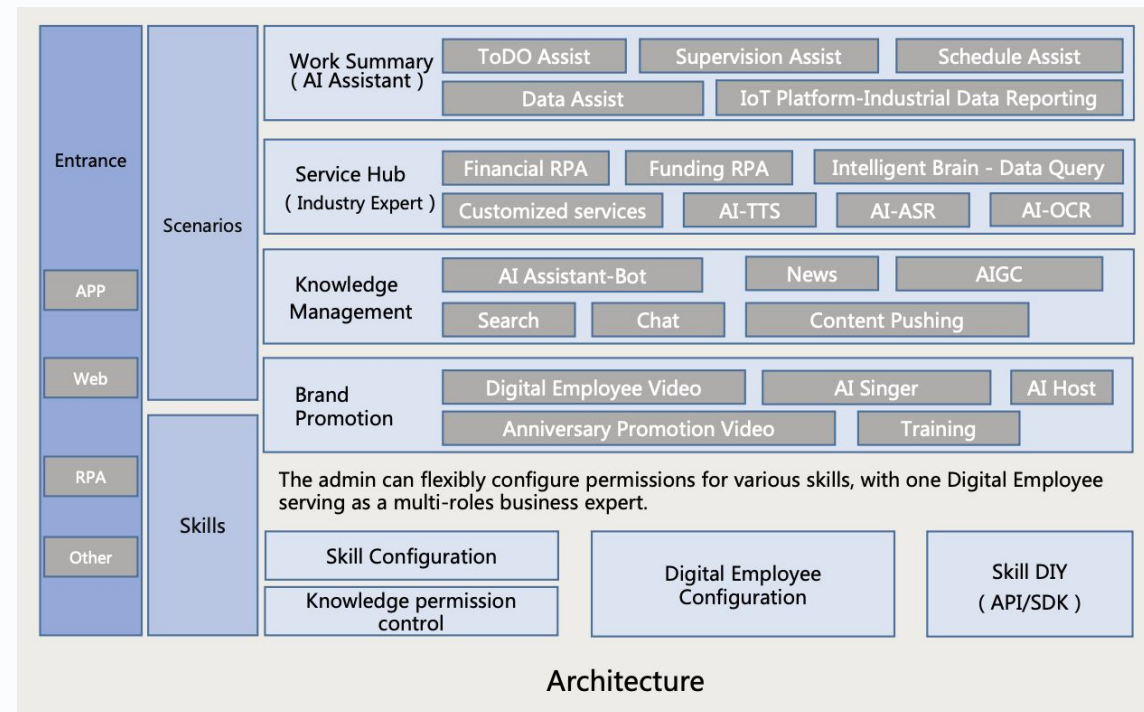 Entrance
APP
Web
RPA
Other
Scenarios
Skills
Work Summary
( AI Assistant )
ToDO Assist
Supervision Assist
Schedule Assist
Data Assist
IoT Platform-Industrial Data Reporting
Service Hub
( Industry Expert )
Financial RPA
Funding RPA
Intelligent Brain - Data Query
Customized services
AI-TTS
AI-ASR
AI-OCR
Knowledge
Management
AI Assistant-Bot
News
AIGC
Search
Chat
Content Pushing
Brand
Promotion
Digital Employee Video
AI Singer
AI Host
Anniversary Promotion Video
Training
The admin can flexibly configure permissions for various skills, with one Digital Employee
serving as a multi-roles business expert.
Skill Configuration
Knowledge permission
control
Digital Employee
Configuration
Skill DIY
( API/SDK )
Architecture